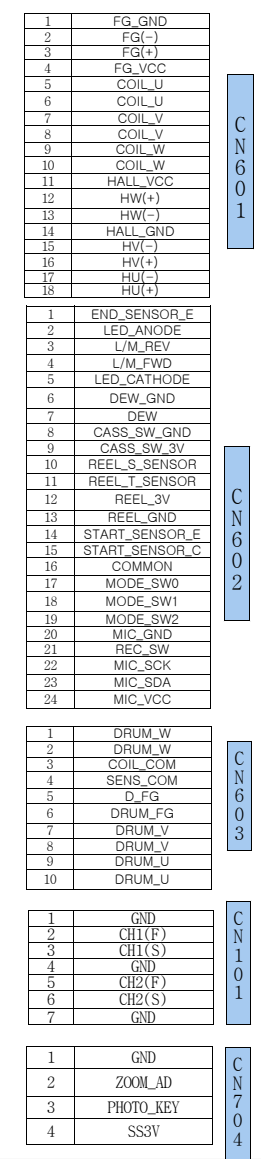 1 FG_GND
2 FG(-)
3 FG(+)
4 FG_VCC
5 COIL_U
6 COIL_U
7 COIL_V
8 COIL_V
9 COIL_W
10 COIL_W
11 HALL_VCC
12 HW(+)
13 HW(-)
14 HALL_GND
15 HV(-)
16 HV(+)
17 HU(-)
18 HU(+)
CN601
1 END_SENSOR_E
2 LED_ANODE
3 L/M_REV
4 L/M_FWD
5 LED_CATHODE
6 DEW_GND
7 DEW
8 CASS_SW_GND
9 CASS_SW_3V
10 REEL_S_SENSOR
11 REEL_T_SENSOR
12 REEL_3V
13 REEL_GND
14 START_SENSOR_E
15 START_SENSOR_C
16 COMMON
17 MODE_SW0
18 MODE_SW1
19 MODE_SW2
20 MIC_GND
21 REC_SW
22 MIC_SCK
23 MIC_SDA
24 MIC_VCC
CN602
1 DRUM_W
2 DRUM_W
3 COIL_COM
4 SENS_COM
5 D_FG
6 DRUM_FG
7 DRUM_V
8 DRUM_V
9 DRUM_U
10 DRUM_U
CN603
1 GND
2 CH1(F)
3 CH1(S)
4 GND
5 CH2(F)
6 CH2(S)
7 GND
CN101
1 GND
2 ZOOM_AD
3 PHOTO_KEY
4 SS3V
CN704